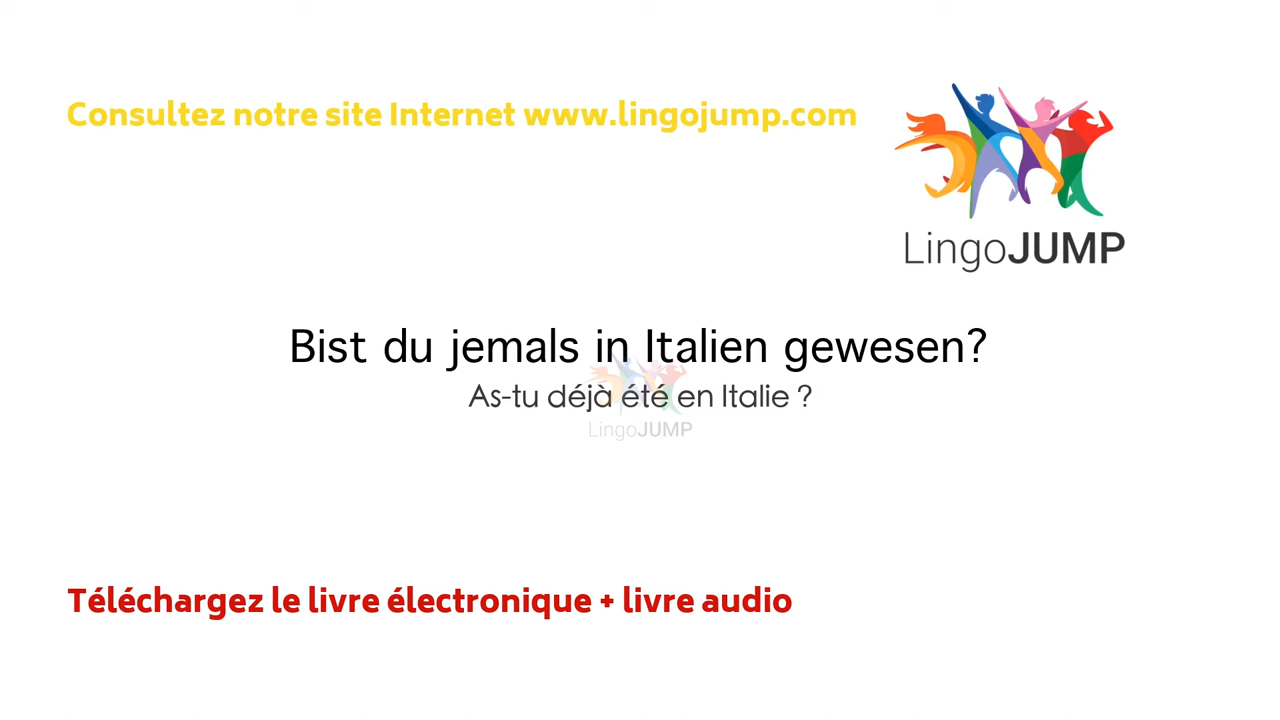 Consultez notre site Internet www.lingojump.com
LingoJUMP
Bist du jemals in Italien gewesen?
As-tu déjà été en Italie ?
LingoJUMP
Téléchargez le livre électronique + livre audio